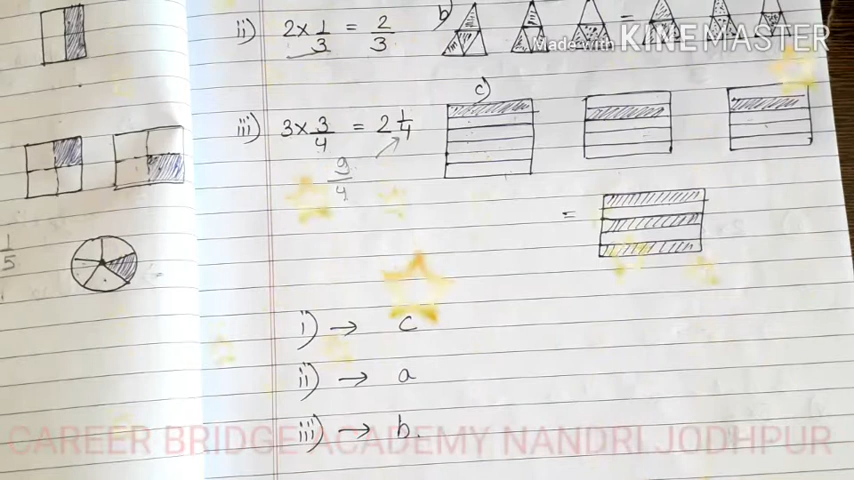 ii) 2 × 1/3 = 2/3 b) =
Made with KINEMASTER
c)
iii) 3 × 3/4 = 2 1/4
9/4
=
1/5
i) → c
ii) → a
iii) → b.
CAREER BRIDGE ACADEMY NANDRI JODHPUR